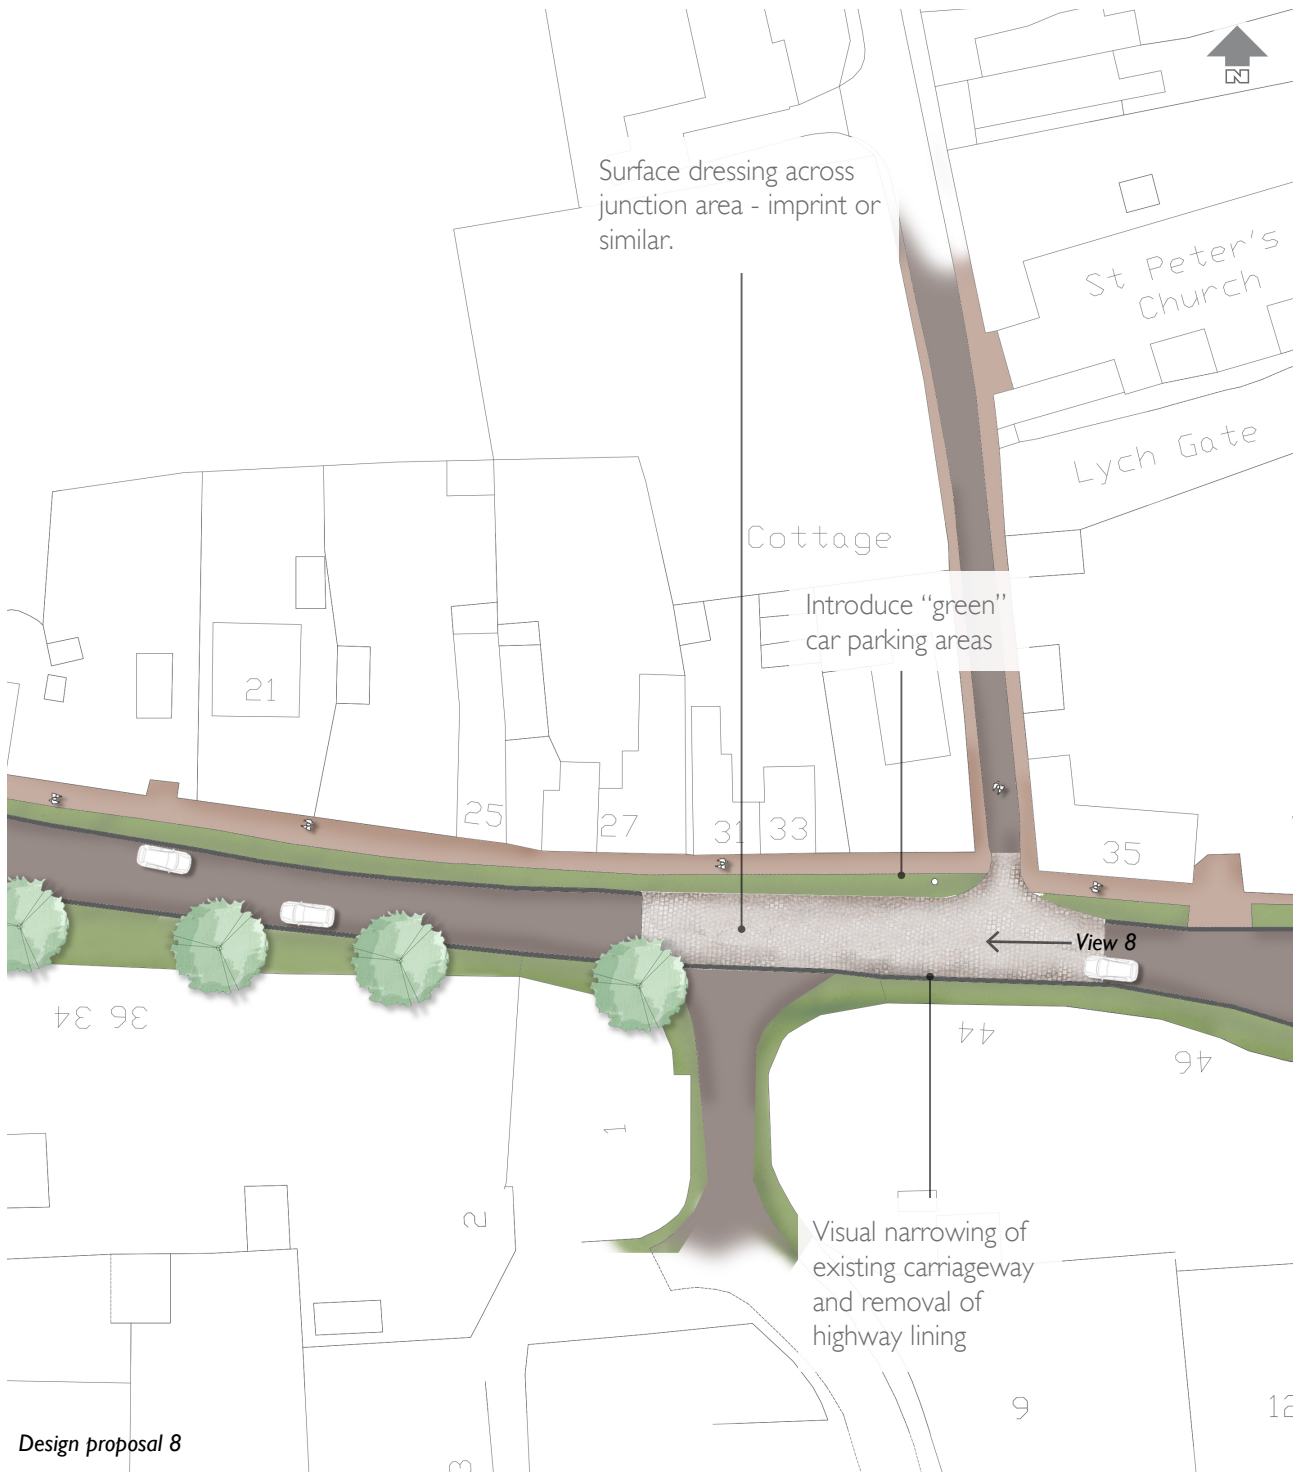 N
Surface dressing across
junction area - imprint or
similar.
St Peter's
Church
Lych Gate
Cottage
Introduce “green”
car parking areas
21
25
27
31
33
35
View 8
34
36
44
46
1
2
Visual narrowing of
existing carriageway
and removal of
highway lining
9
12
3
Design proposal 8